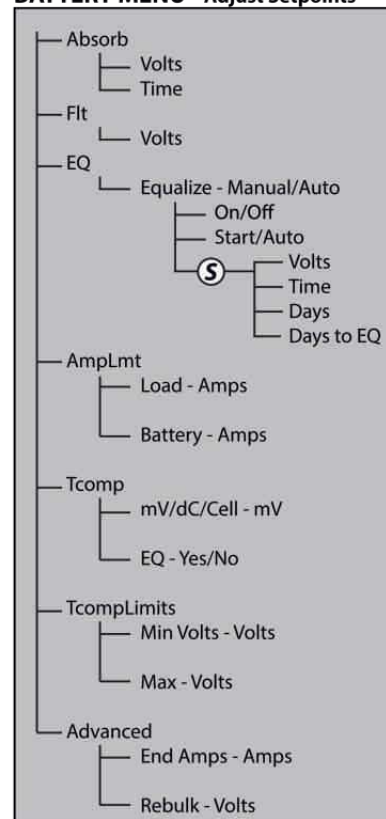 BATTERY MENU - Adjust Setpoints
Absorb
Volts
Time
Flt
Volts
EQ
Equalize - Manual/Auto
On/Off
Start/Auto
S
Volts
Time
Days
Days to EQ
AmpLmt
Load - Amps
Battery - Amps
Tcomp
mV/dC/Cell - mV
EQ - Yes/No
TcompLimits
Min Volts - Volts
Max - Volts
Advanced
End Amps - Amps
Rebulk - Volts